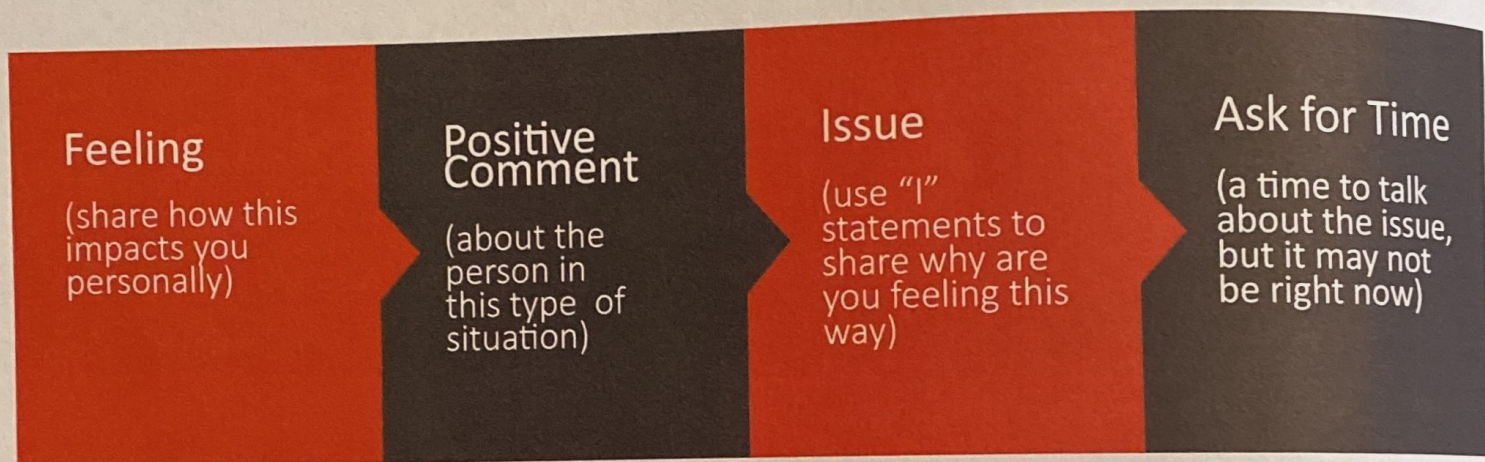 Feeling
(share how this
impacts you
personally)
Positive
Comment
(about the
person in
this type of
situation)
Issue
(use “I”
statements to
share why are
you feeling this
way)
Ask for Time
(a time to talk
about the issue,
but it may not
be right now)